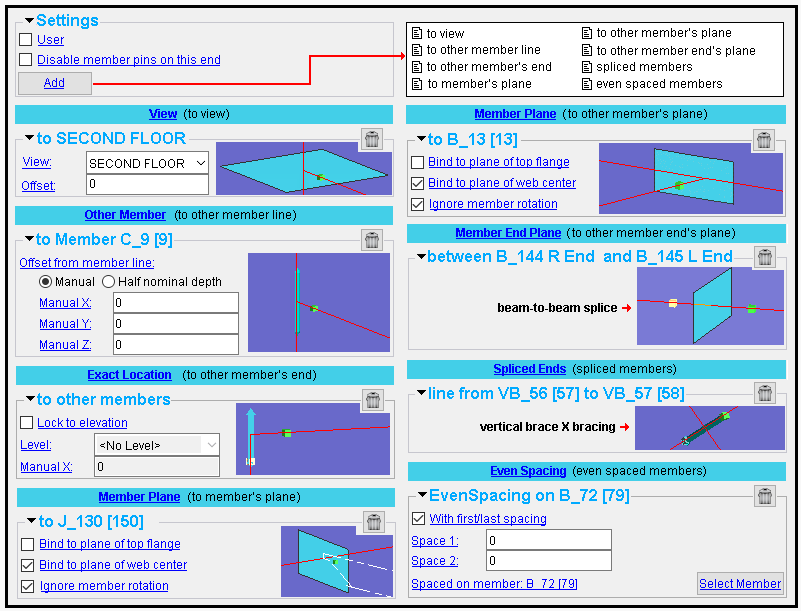 Settings
User
Disable member pins on this end
Add
to view
to other member line
to other member's end
to member's plane
to other member's plane
to other member end's plane
spliced members
even spaced members
View (to view)
to SECOND FLOOR
View: SECOND FLOOR
Offset: 0
Other Member (to other member line)
to Member C_9 [9]
Offset from member line:
Manual Half nominal depth
Manual X: 0
Manual Y: 0
Manual Z: 0
Exact Location (to other member's end)
to other members
Lock to elevation
Level: <No Level>
Manual X: 0
Member Plane (to member's plane)
to J_130 [150]
Bind to plane of top flange
Bind to plane of web center
Ignore member rotation
Member Plane (to other member's plane)
to B_13 [13]
Bind to plane of top flange
Bind to plane of web center
Ignore member rotation
Member End Plane (to other member end's plane)
between B_144 R End and B_145 L End
beam-to-beam splice
Spliced Ends (spliced members)
line from VB_56 [57] to VB_57 [58]
vertical brace X bracing
Even Spacing (even spaced members)
EvenSpacing on B_72 [79]
With first/last spacing
Space 1: 0
Space 2: 0
Spaced on member: B_72 [79]
Select Member